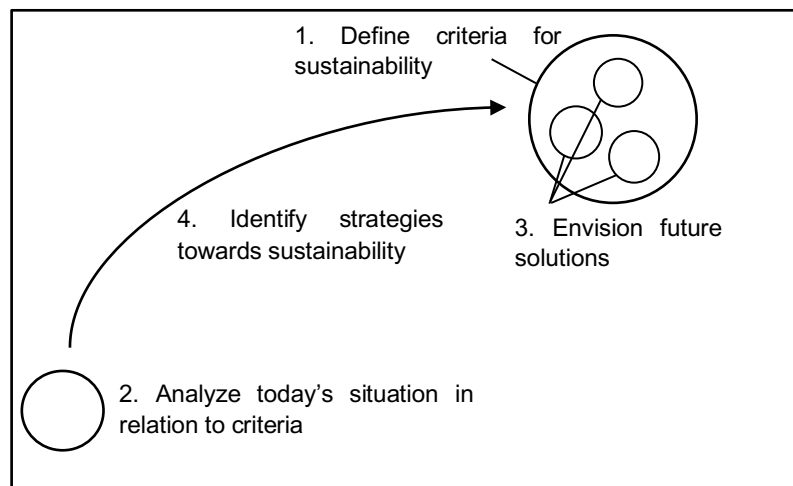 1. Define criteria for
sustainability
4. Identify strategies
towards sustainability
3. Envision future
solutions
2. Analyze today’s situation in
relation to criteria